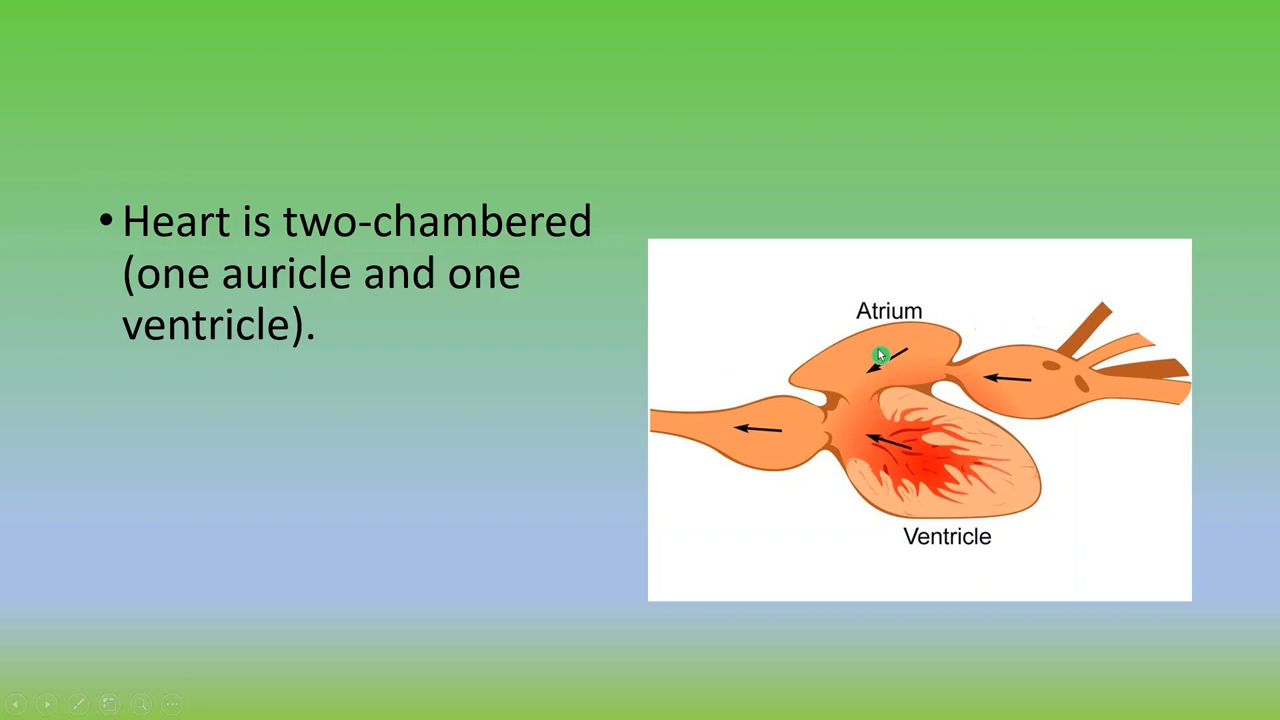 • Heart is two-chambered
(one auricle and one
ventricle).
Atrium
Ventricle